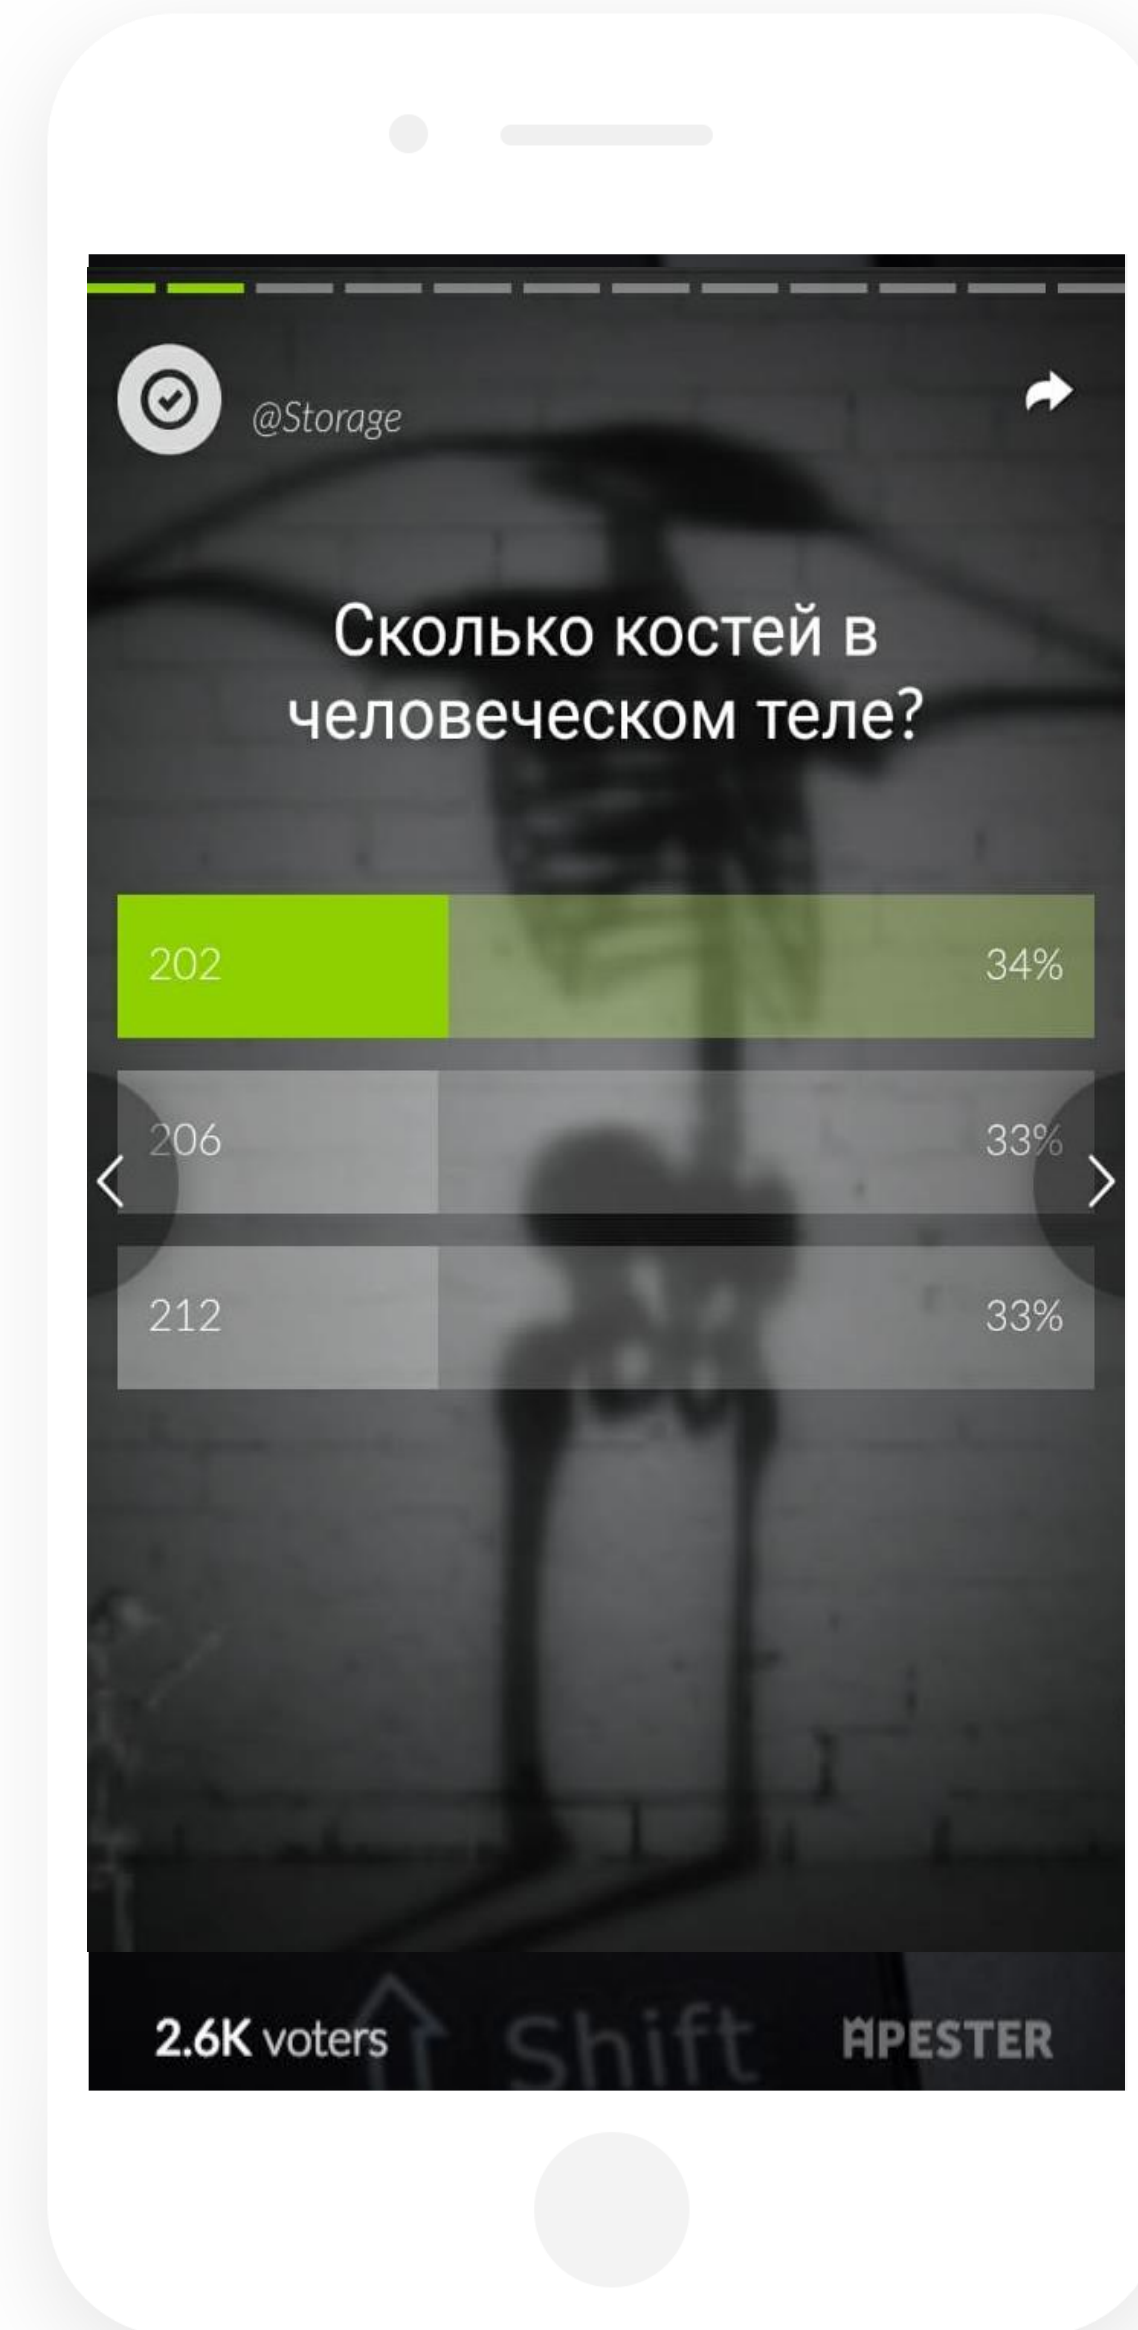 @Storage
Сколько костей в
человеческом теле?
202 34%
206 33%
212 33%
2.6K voters Shift APESTER